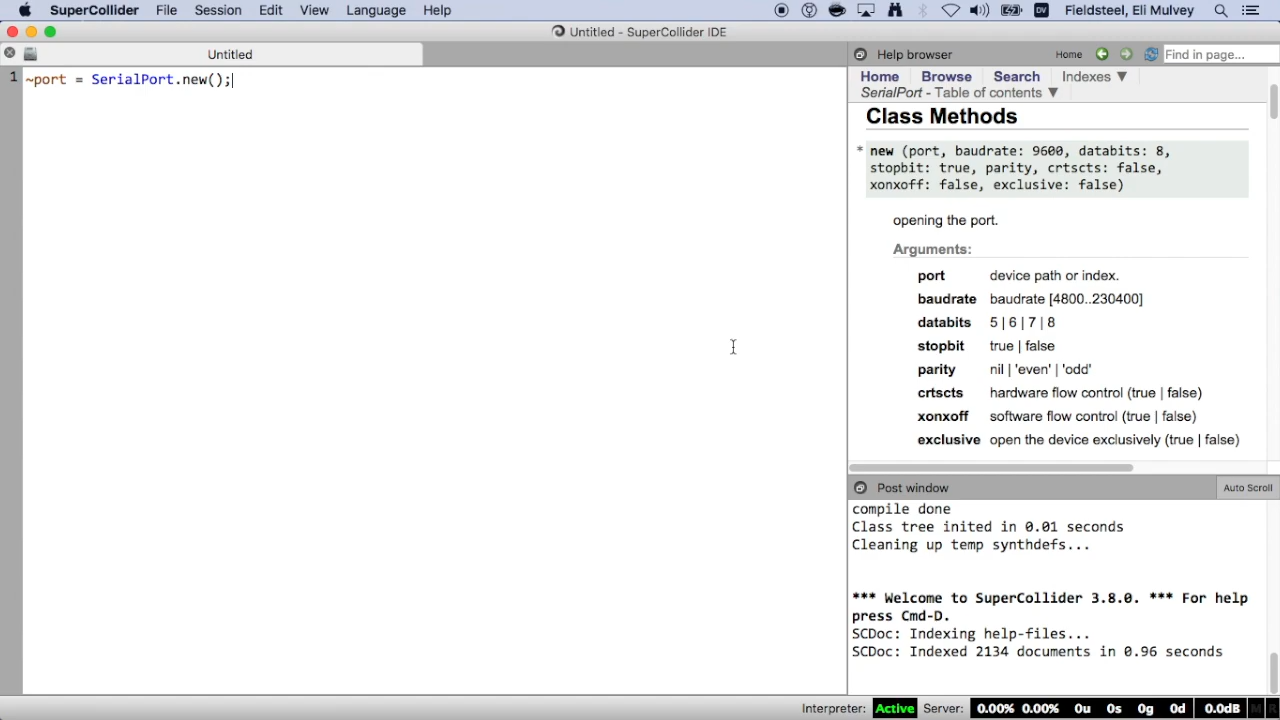 SuperCollider File Session Edit View Language Help DV Fieldsteel, Eli Mulvey
Untitled - SuperCollider IDE
Untitled
1 ~port = SerialPort.new();
Help browser Home Find in page...
Home Browse Search Indexes ▼
SerialPort - Table of contents ▼
Class Methods
* new (port, baudrate: 9600, databits: 8,
stopbit: true, parity, crtscts: false,
xonxoff: false, exclusive: false)
opening the port.
Arguments:
port device path or index.
baudrate baudrate [4800..230400]
databits 5 | 6 | 7 | 8
stopbit true | false
parity nil | 'even' | 'odd'
crtscts hardware flow control (true | false)
xonxoff software flow control (true | false)
exclusive open the device exclusively (true | false)
Post window Auto Scroll
compile done
Class tree inited in 0.01 seconds
Cleaning up temp synthdefs...
*** Welcome to SuperCollider 3.8.0. *** For help
press Cmd-D.
SCDoc: Indexing help-files...
SCDoc: Indexed 2134 documents in 0.96 seconds
Interpreter: Active Server: 0.00% 0.00% 0u 0s 0g 0d 0.0dB M R